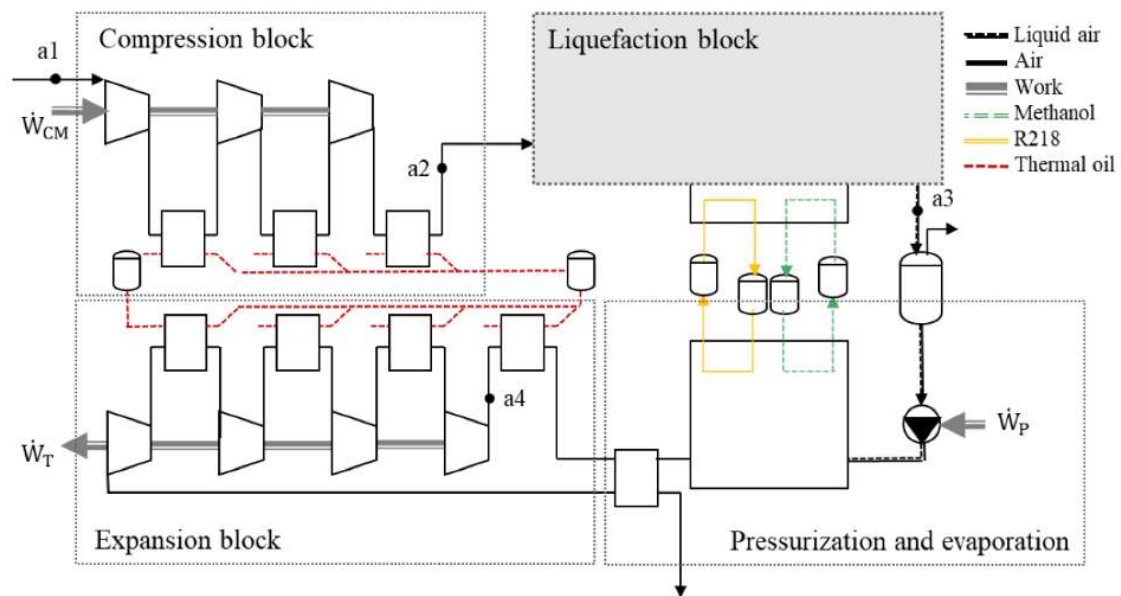 Compression block
Liquefaction block
Liquid air
Air
Work
Methanol
R218
Thermal oil
a1
Ẇ_CM
a2
a3
a4
Ẇ_T
Ẇ_P
Expansion block
Pressurization and evaporation